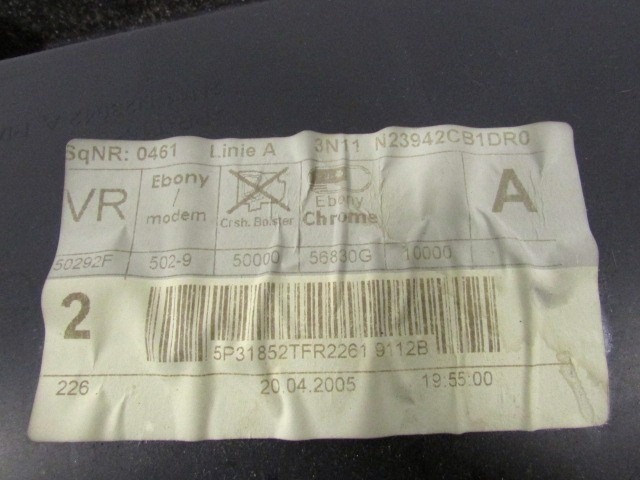 SqNR: 0461 Linie A 3N11 N23942CB1DR0
VR Ebony / modern Crsh. Bolster Ebony Chrome A
50292F 502-9 50000 56830G 10000
2
5P31852TFR2261 9112B
226 20.04.2005 19:55:00